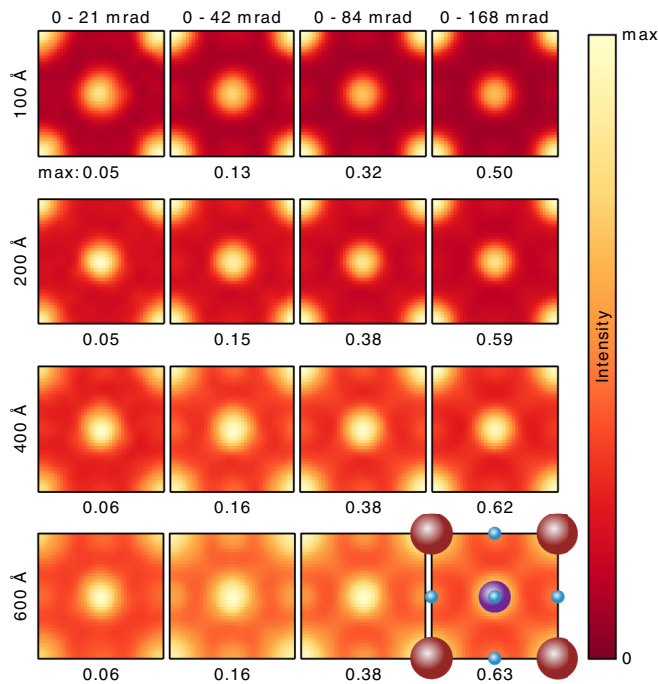 0 - 21 mrad 0 - 42 mrad 0 - 84 mrad 0 - 168 mrad
max
100 Å
max: 0.05 0.13 0.32 0.50
200 Å
0.05 0.15 0.38 0.59
Intensity
400 Å
0.06 0.16 0.38 0.62
600 Å
0.06 0.16 0.38 0.63
0